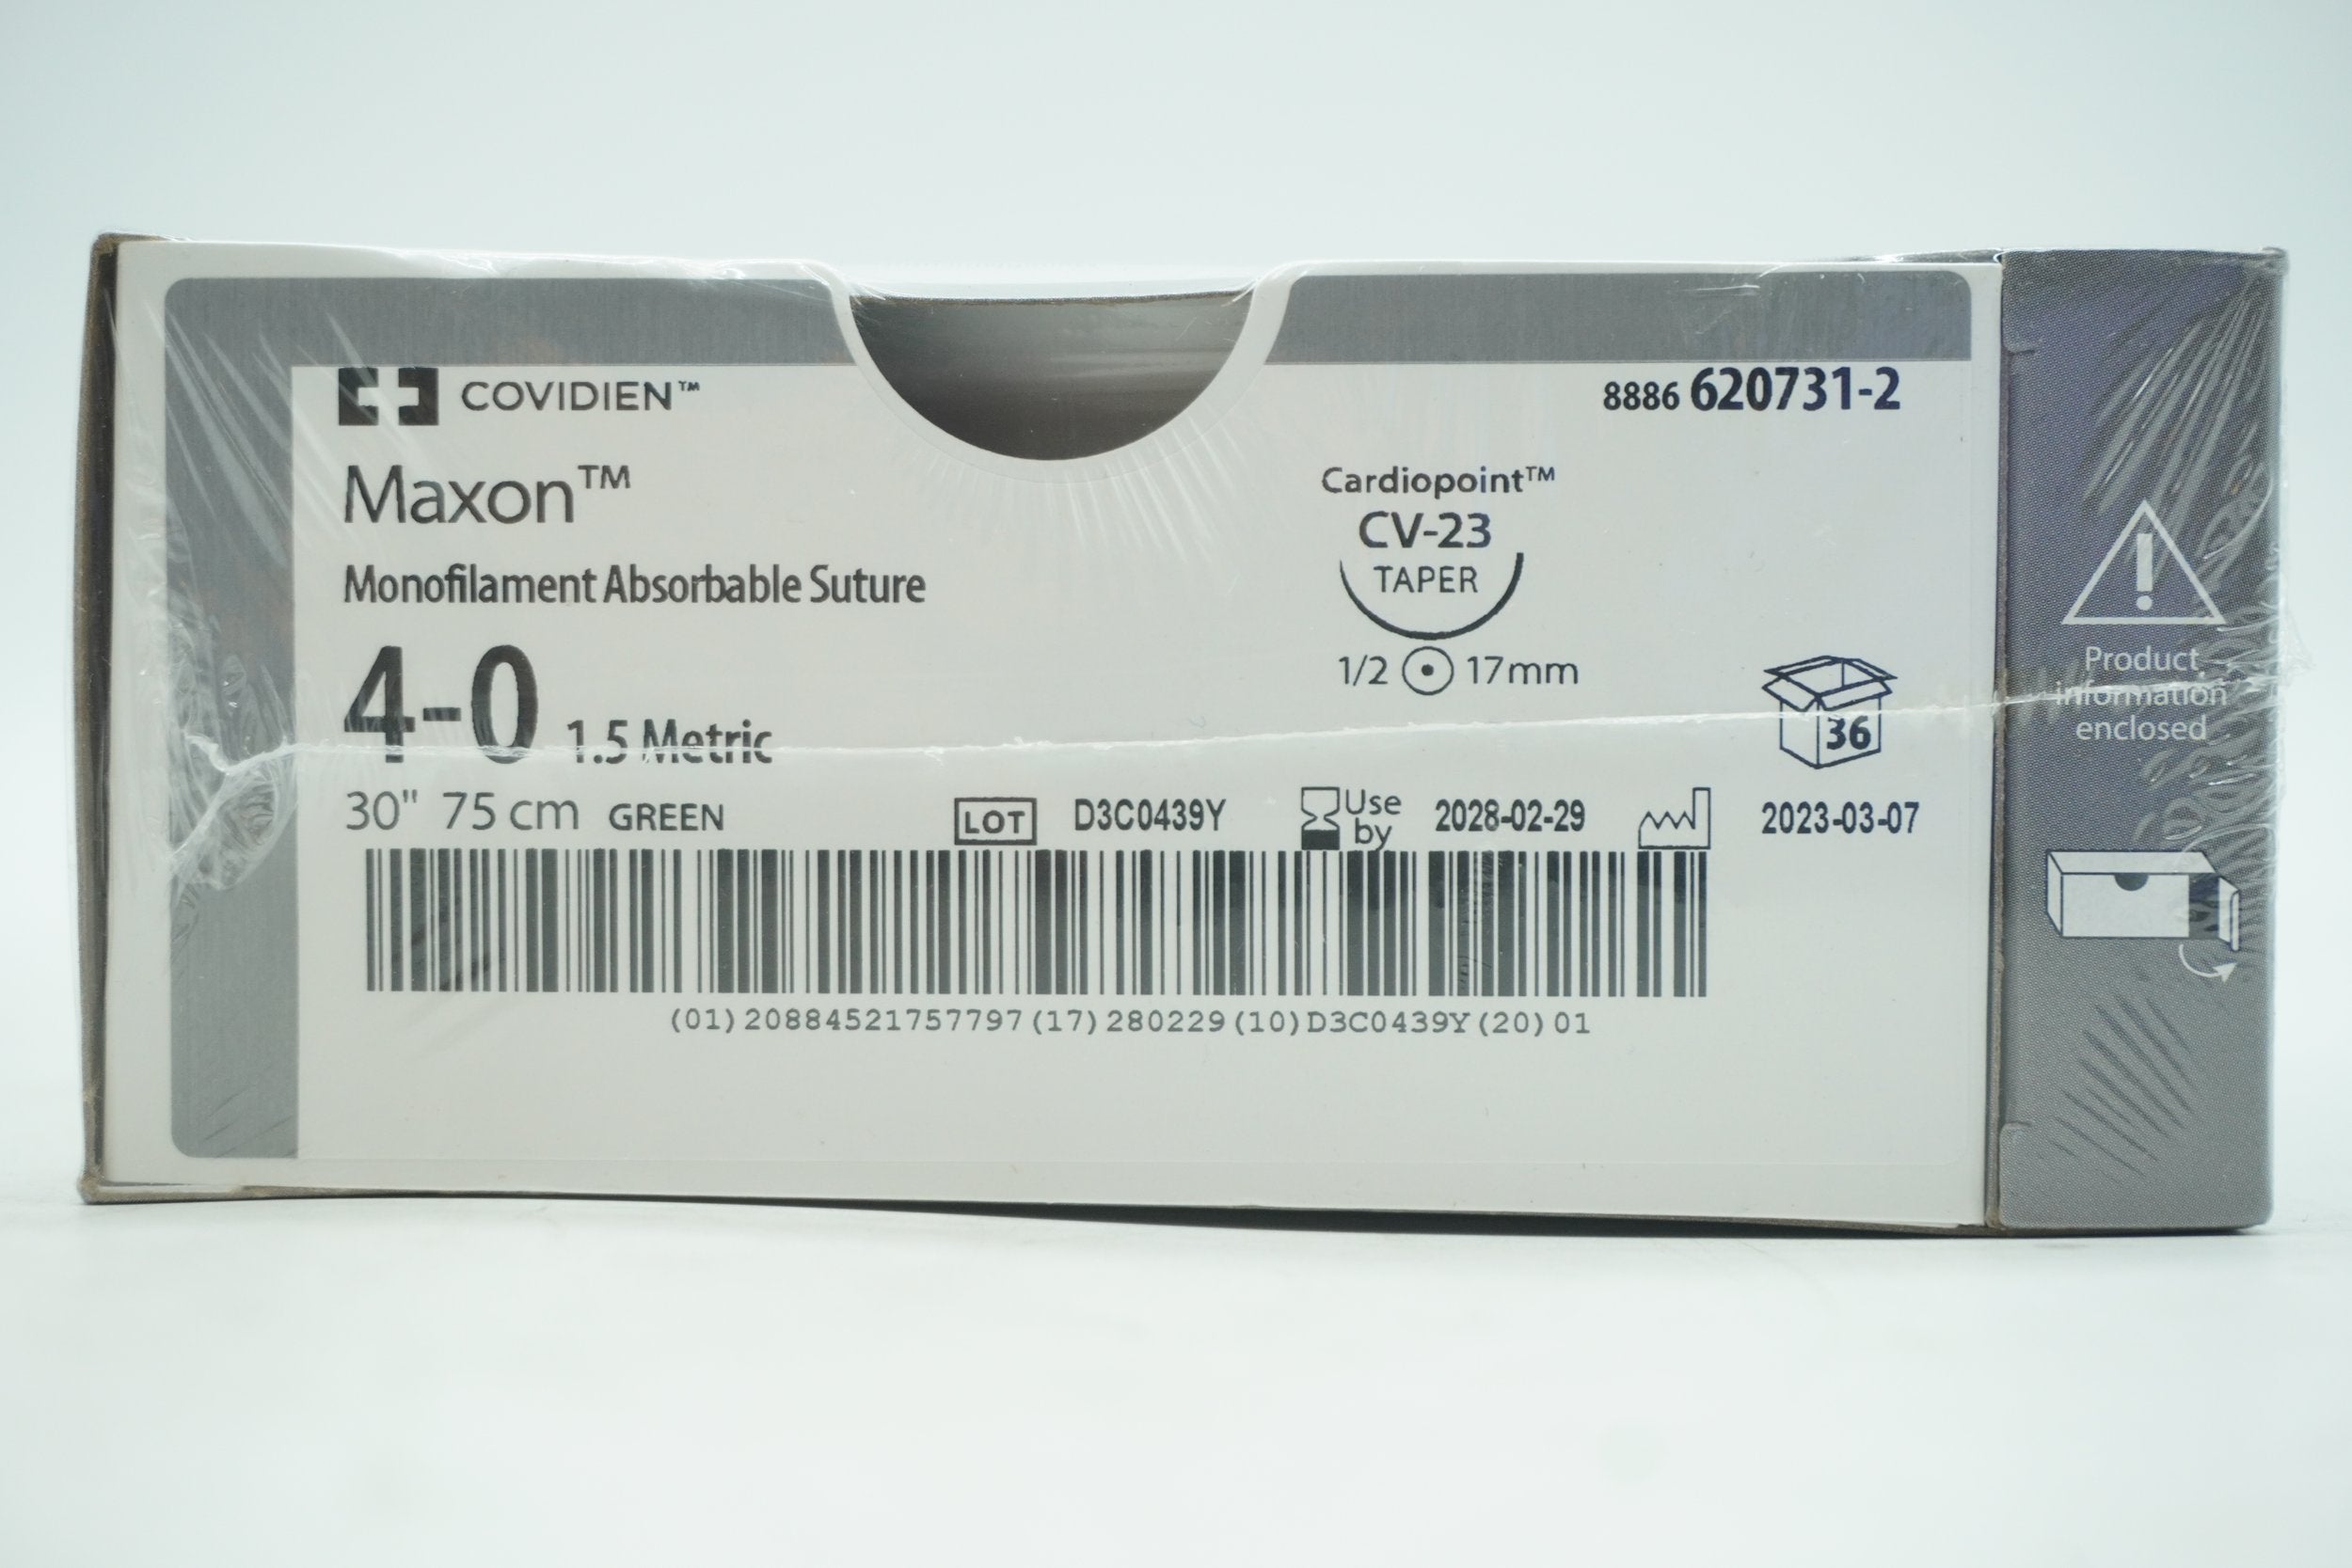 COVIDIEN™
8886 620731-2
Maxon™
Monofilament Absorbable Suture
Cardiopoint™
CV-23
TAPER
1/2 17mm
4-0 1.5 Metric
36
30" 75 cm GREEN
LOT D3C0439Y
Use by 2028-02-29
2023-03-07
(01)20884521757797(17)280229(10)D3C0439Y(20)01
!
Product
information
enclosed